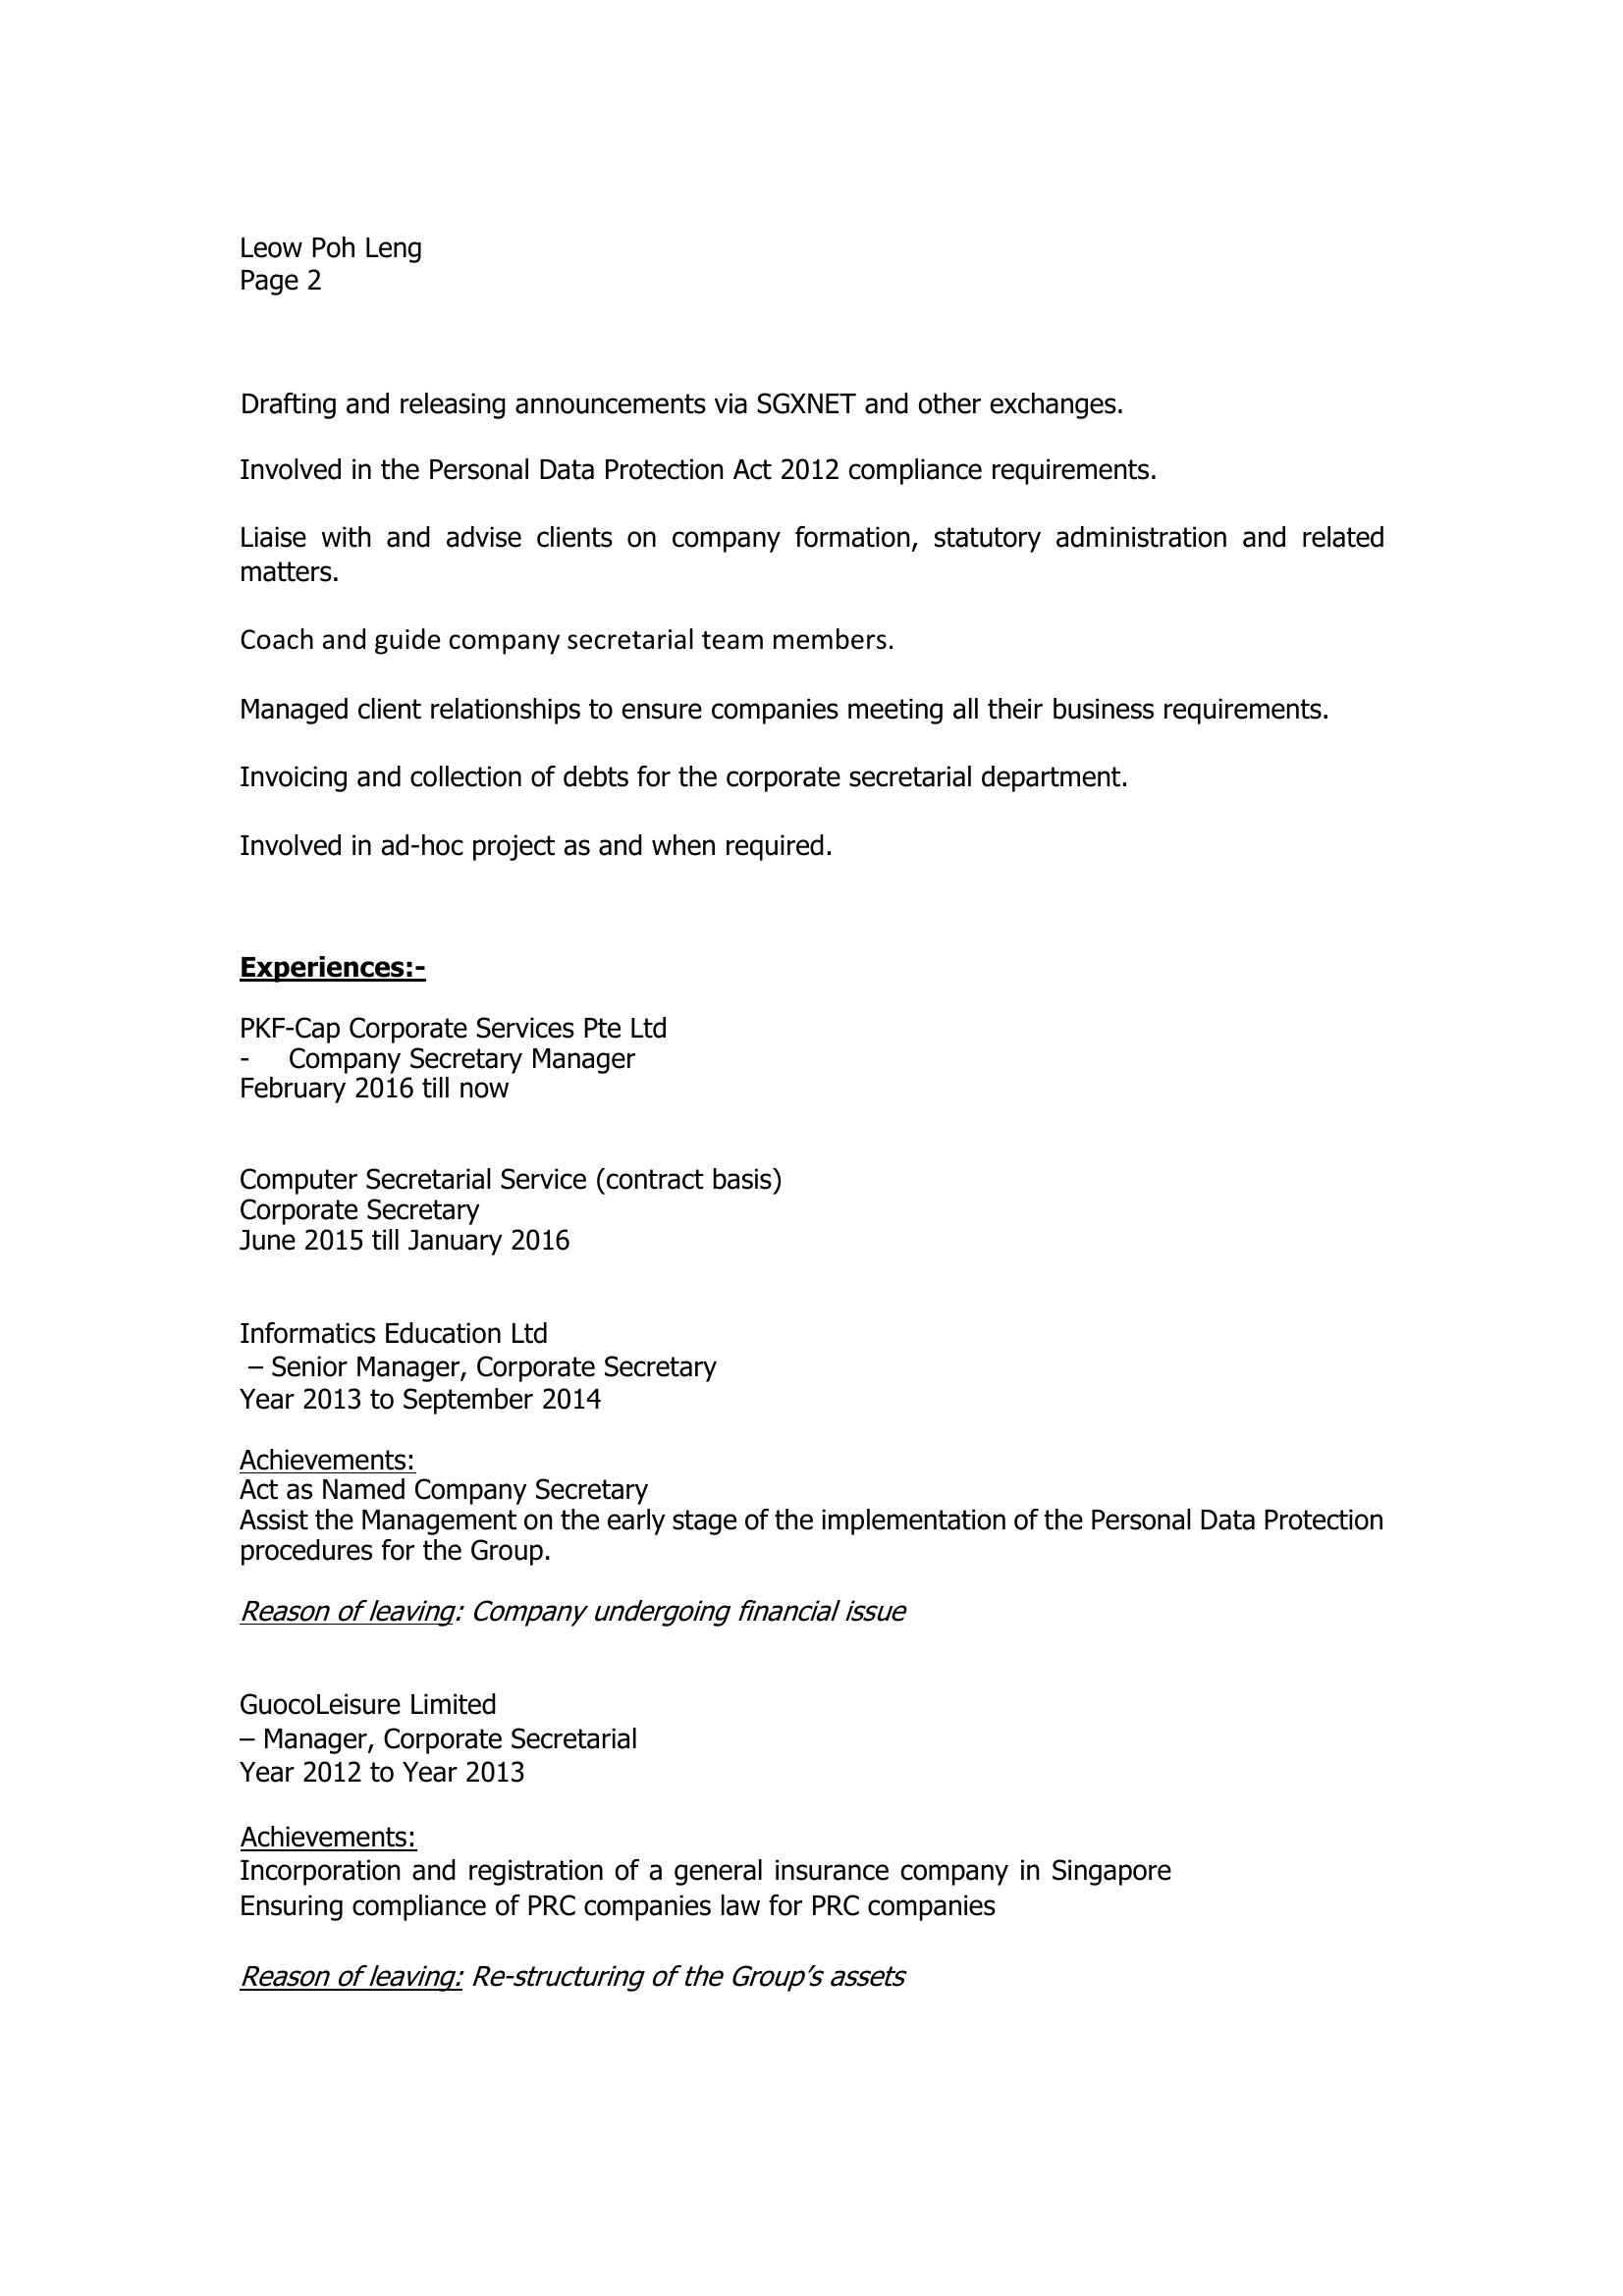 Leow Poh Leng
Page 2
Drafting and releasing announcements via SGXNET and other exchanges.
Involved in the Personal Data Protection Act 2012 compliance requirements.
Liaise with and advise clients on company formation, statutory administration and related
matters.
Coach and guide company secretarial team members.
Managed client relationships to ensure companies meeting all their business requirements.
Invoicing and collection of debts for the corporate secretarial department.
Involved in ad-hoc project as and when required.
Experiences:-
PKF-Cap Corporate Services Pte Ltd
- Company Secretary Manager
February 2016 till now
Computer Secretarial Service (contract basis)
Corporate Secretary
June 2015 till January 2016
Informatics Education Ltd
– Senior Manager, Corporate Secretary
Year 2013 to September 2014
Achievements:
Act as Named Company Secretary
Assist the Management on the early stage of the implementation of the Personal Data Protection
procedures for the Group.
Reason of leaving: Company undergoing financial issue
GuocoLeisure Limited
– Manager, Corporate Secretarial
Year 2012 to Year 2013
Achievements:
Incorporation and registration of a general insurance company in Singapore
Ensuring compliance of PRC companies law for PRC companies
Reason of leaving: Re-structuring of the Group’s assets